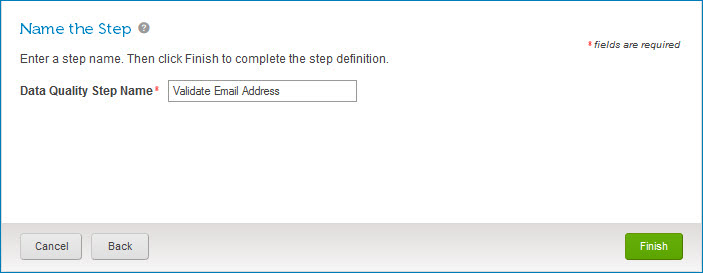 Name the Step ?
* fields are required
Enter a step name. Then click Finish to complete the step definition.
Data Quality Step Name * Validate Email Address
Cancel Back Finish